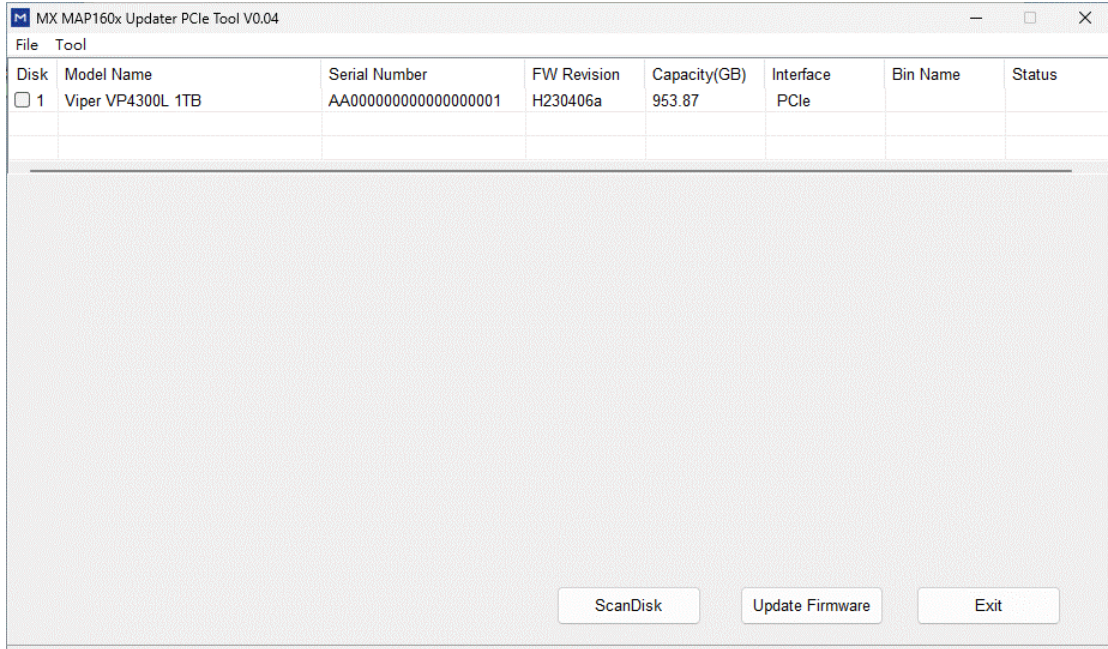 M MX MAP160x Updater PCIe Tool V0.04
File Tool
Disk Model Name Serial Number FW Revision Capacity(GB) Interface Bin Name Status
1 Viper VP4300L 1TB AA000000000000000001 H230406a 953.87 PCIe
ScanDisk Update Firmware Exit